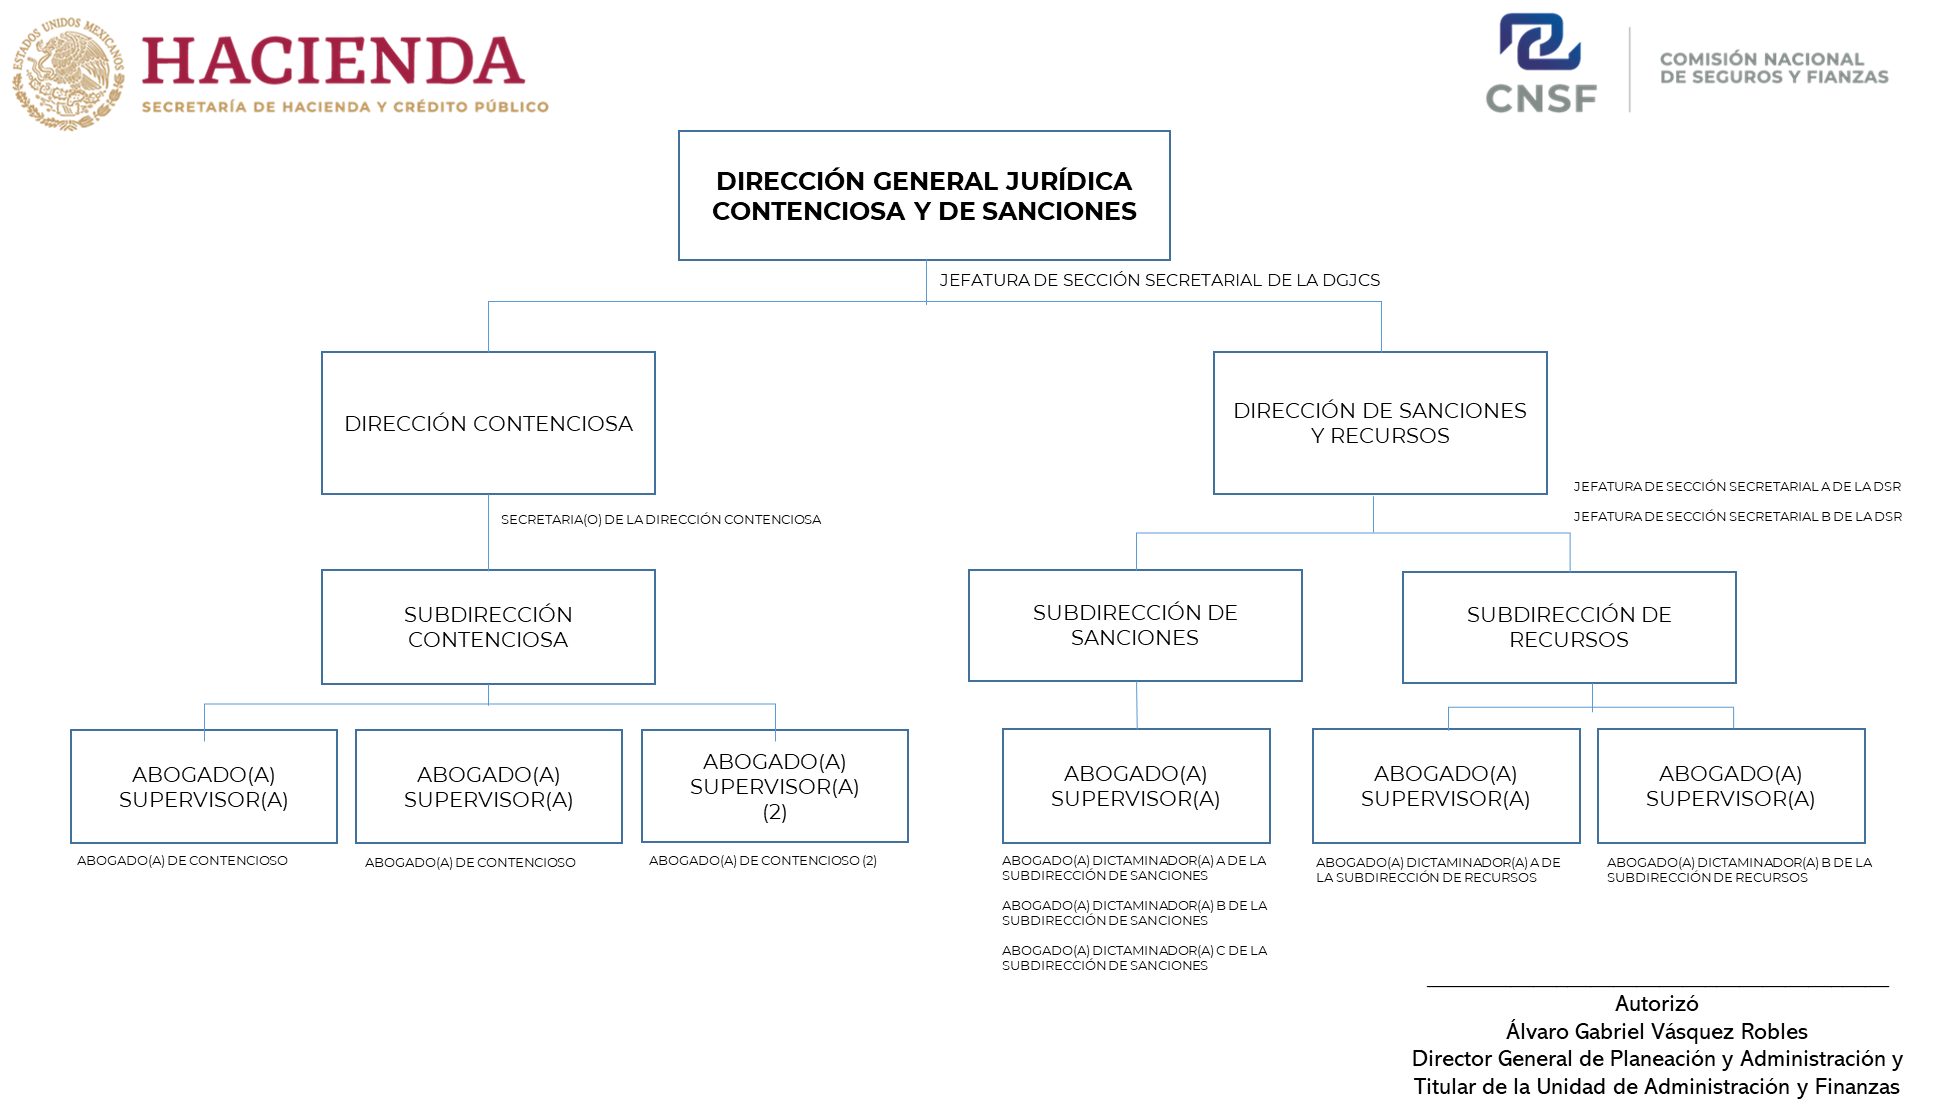 ESTADOS UNIDOS MEXICANOS
HACIENDA
SECRETARÍA DE HACIENDA Y CRÉDITO PÚBLICO
CNSF
COMISIÓN NACIONAL
DE SEGUROS Y FIANZAS
DIRECCIÓN GENERAL JURÍDICA
CONTENCIOSA Y DE SANCIONES
JEFATURA DE SECCIÓN SECRETARIAL DE LA DGJCS
DIRECCIÓN CONTENCIOSA
DIRECCIÓN DE SANCIONES
Y RECURSOS
JEFATURA DE SECCIÓN SECRETARIAL A DE LA DSR
JEFATURA DE SECCIÓN SECRETARIAL B DE LA DSR
SECRETARIA(O) DE LA DIRECCIÓN CONTENCIOSA
SUBDIRECCIÓN
CONTENCIOSA
SUBDIRECCIÓN DE
SANCIONES
SUBDIRECCIÓN DE
RECURSOS
ABOGADO(A)
SUPERVISOR(A)
ABOGADO(A)
SUPERVISOR(A)
ABOGADO(A)
SUPERVISOR(A)
(2)
ABOGADO(A)
SUPERVISOR(A)
ABOGADO(A)
SUPERVISOR(A)
ABOGADO(A)
SUPERVISOR(A)
ABOGADO(A) DE CONTENCIOSO
ABOGADO(A) DE CONTENCIOSO
ABOGADO(A) DE CONTENCIOSO (2)
ABOGADO(A) DICTAMINADOR(A) A DE LA
SUBDIRECCIÓN DE SANCIONES
ABOGADO(A) DICTAMINADOR(A) B DE LA
SUBDIRECCIÓN DE SANCIONES
ABOGADO(A) DICTAMINADOR(A) C DE LA
SUBDIRECCIÓN DE SANCIONES
ABOGADO(A) DICTAMINADOR(A) A DE
LA SUBDIRECCIÓN DE RECURSOS
ABOGADO(A) DICTAMINADOR(A) B DE LA
SUBDIRECCIÓN DE RECURSOS
Autorizó
Álvaro Gabriel Vásquez Robles
Director General de Planeación y Administración y
Titular de la Unidad de Administración y Finanzas